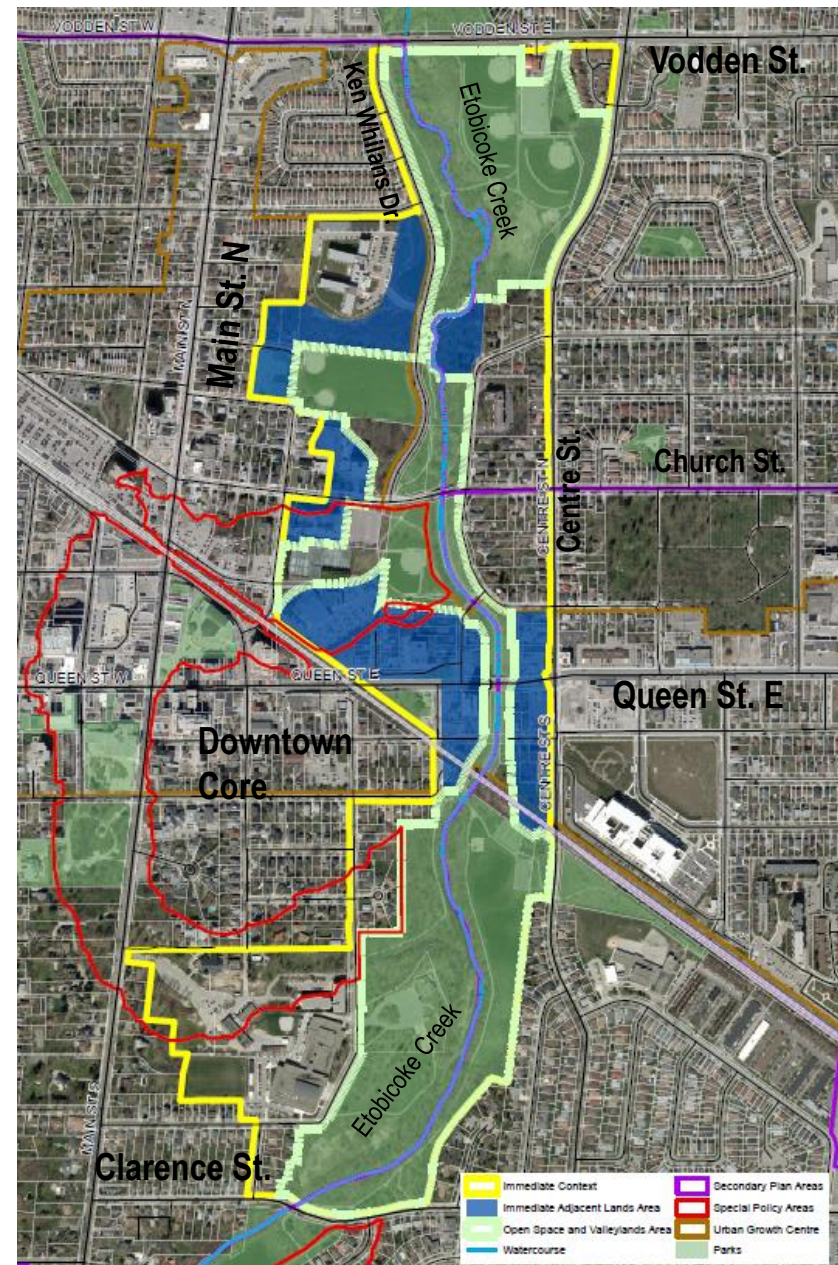 VODDEN ST W
VODDEN ST E
Vodden St.
Ken Whillans Dr.
Etobicoke Creek
Main St. N
MAIN ST N
Church St.
CENTRE ST N
Centre St.
QUEEN ST W
QUEEN ST E
Queen St. E
Downtown
Core
CENTRE ST S
Etobicoke Creek
MAIN ST S
Clarence St.
Immediate Context
Immediate Adjacent Lands Area
Open Space and Valleylands Area
Watercourse
Secondary Plan Areas
Special Policy Areas
Urban Growth Centre
Parks